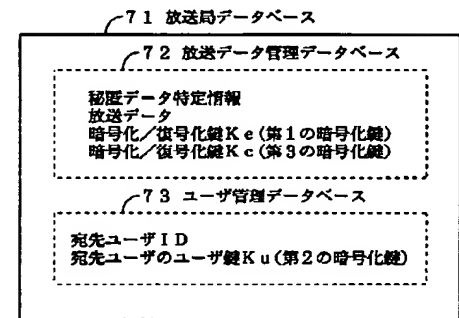 71 放送局データベース
72 放送データ管理データベース
秘匿データ特定情報
放送データ
暗号化／復号化鍵Ke(第1の暗号化鍵)
暗号化／復号化鍵Kc(第3の暗号化鍵)
73 ユーザ管理データベース
宛先ユーザID
宛先ユーザのユーザ鍵Ku(第2の暗号化鍵)